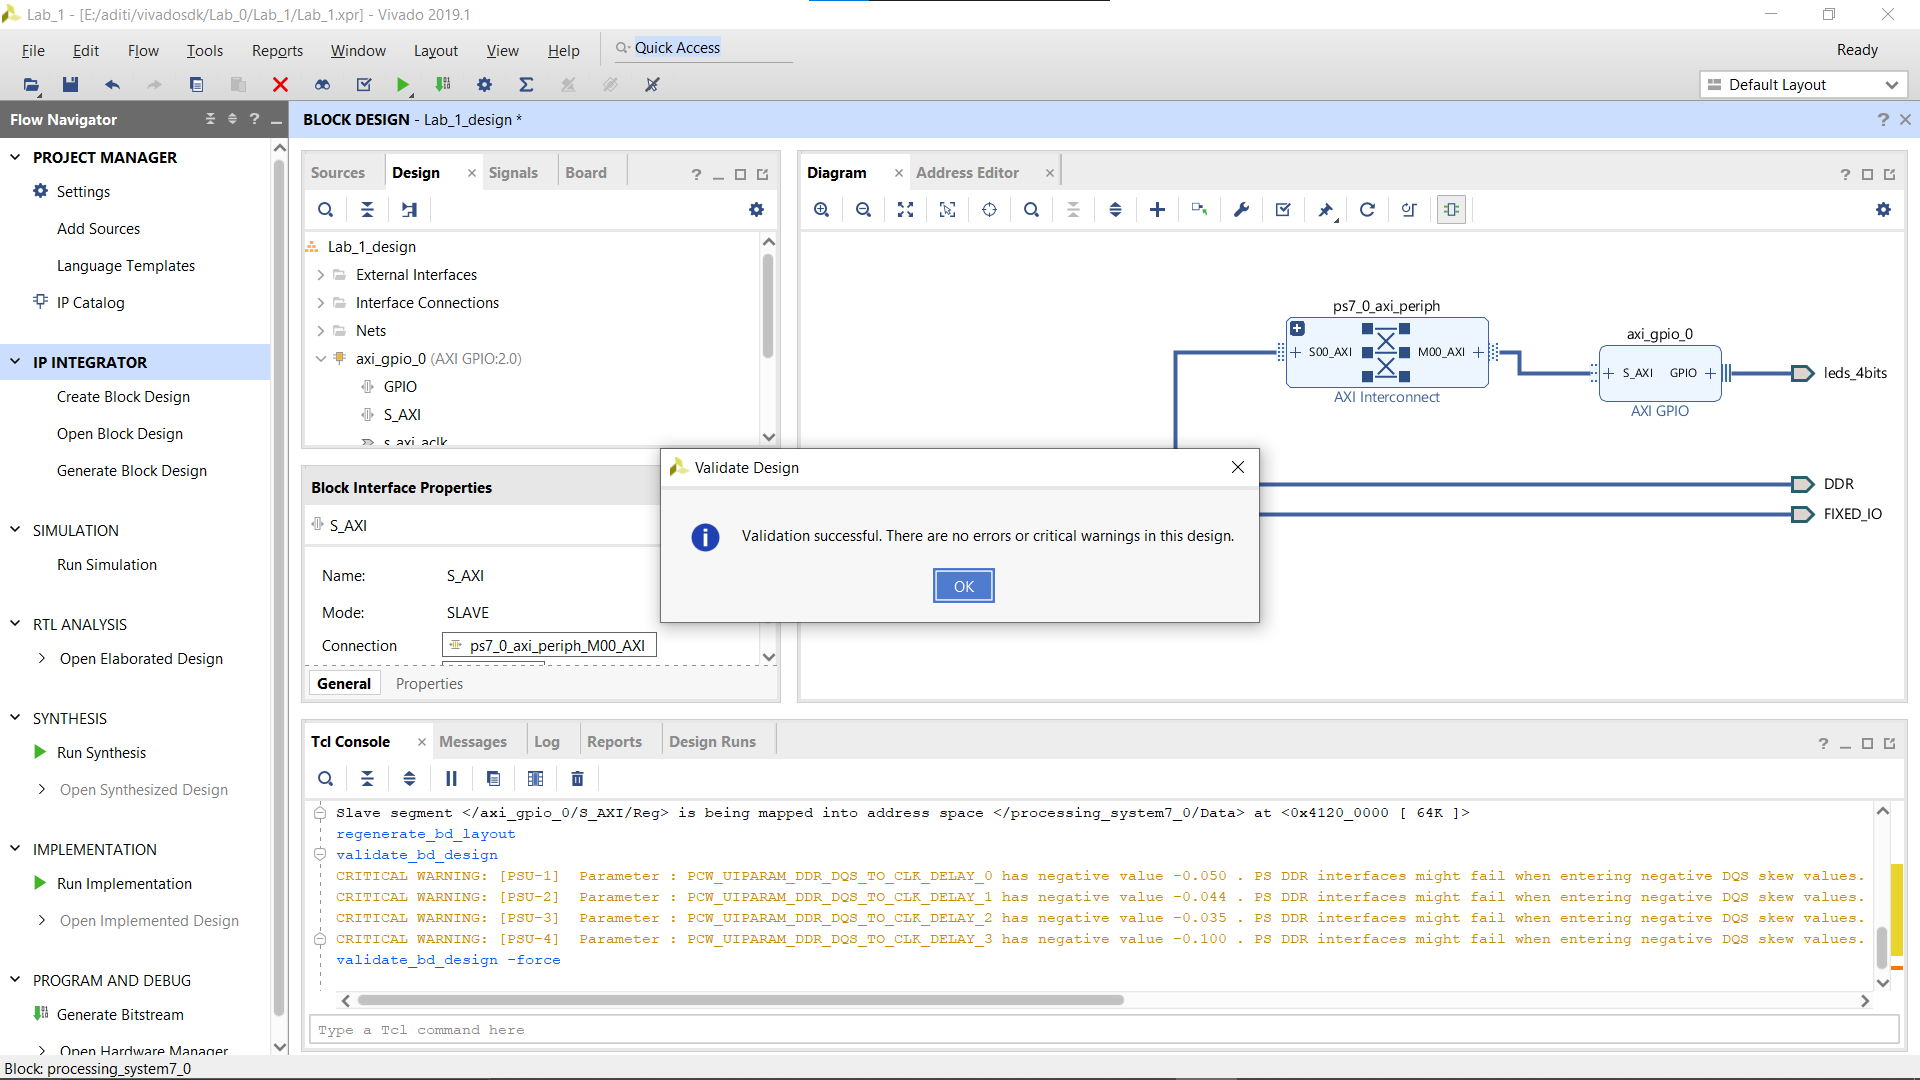 Lab_1 - [E:/aditi/vivadosdk/Lab_0/Lab_1/Lab_1.xpr] - Vivado 2019.1
File Edit Flow Tools Reports Window Layout View Help Quick Access Ready
Default Layout
Flow Navigator
BLOCK DESIGN - Lab_1_design *
PROJECT MANAGER
Settings
Add Sources
Language Templates
IP Catalog
IP INTEGRATOR
Create Block Design
Open Block Design
Generate Block Design
SIMULATION
Run Simulation
RTL ANALYSIS
Open Elaborated Design
SYNTHESIS
Run Synthesis
Open Synthesized Design
IMPLEMENTATION
Run Implementation
Open Implemented Design
PROGRAM AND DEBUG
Generate Bitstream
Open Hardware Manager
Sources Design Signals Board
Lab_1_design
External Interfaces
Interface Connections
Nets
axi_gpio_0 (AXI GPIO:2.0)
GPIO
S_AXI
s_axi_aclk
Block Interface Properties
S_AXI
Name: S_AXI
Mode: SLAVE
Connection ps7_0_axi_periph_M00_AXI
General Properties
Diagram Address Editor
ps7_0_axi_periph
S00_AXI M00_AXI
AXI Interconnect
axi_gpio_0
S_AXI GPIO
AXI GPIO
leds_4bits
DDR
FIXED_IO
Validate Design
Validation successful. There are no errors or critical warnings in this design.
OK
Tcl Console Messages Log Reports Design Runs
Slave segment </axi_gpio_0/S_AXI/Reg> is being mapped into address space </processing_system7_0/Data> at <0x4120_0000 [ 64K ]>
regenerate_bd_layout
validate_bd_design
CRITICAL WARNING: [PSU-1]  Parameter : PCW_UIPARAM_DDR_DQS_TO_CLK_DELAY_0 has negative value -0.050 . PS DDR interfaces might fail when entering negative DQS skew values.
CRITICAL WARNING: [PSU-2]  Parameter : PCW_UIPARAM_DDR_DQS_TO_CLK_DELAY_1 has negative value -0.044 . PS DDR interfaces might fail when entering negative DQS skew values.
CRITICAL WARNING: [PSU-3]  Parameter : PCW_UIPARAM_DDR_DQS_TO_CLK_DELAY_2 has negative value -0.035 . PS DDR interfaces might fail when entering negative DQS skew values.
CRITICAL WARNING: [PSU-4]  Parameter : PCW_UIPARAM_DDR_DQS_TO_CLK_DELAY_3 has negative value -0.100 . PS DDR interfaces might fail when entering negative DQS skew values.
validate_bd_design -force
Type a Tcl command here
Block: processing_system7_0